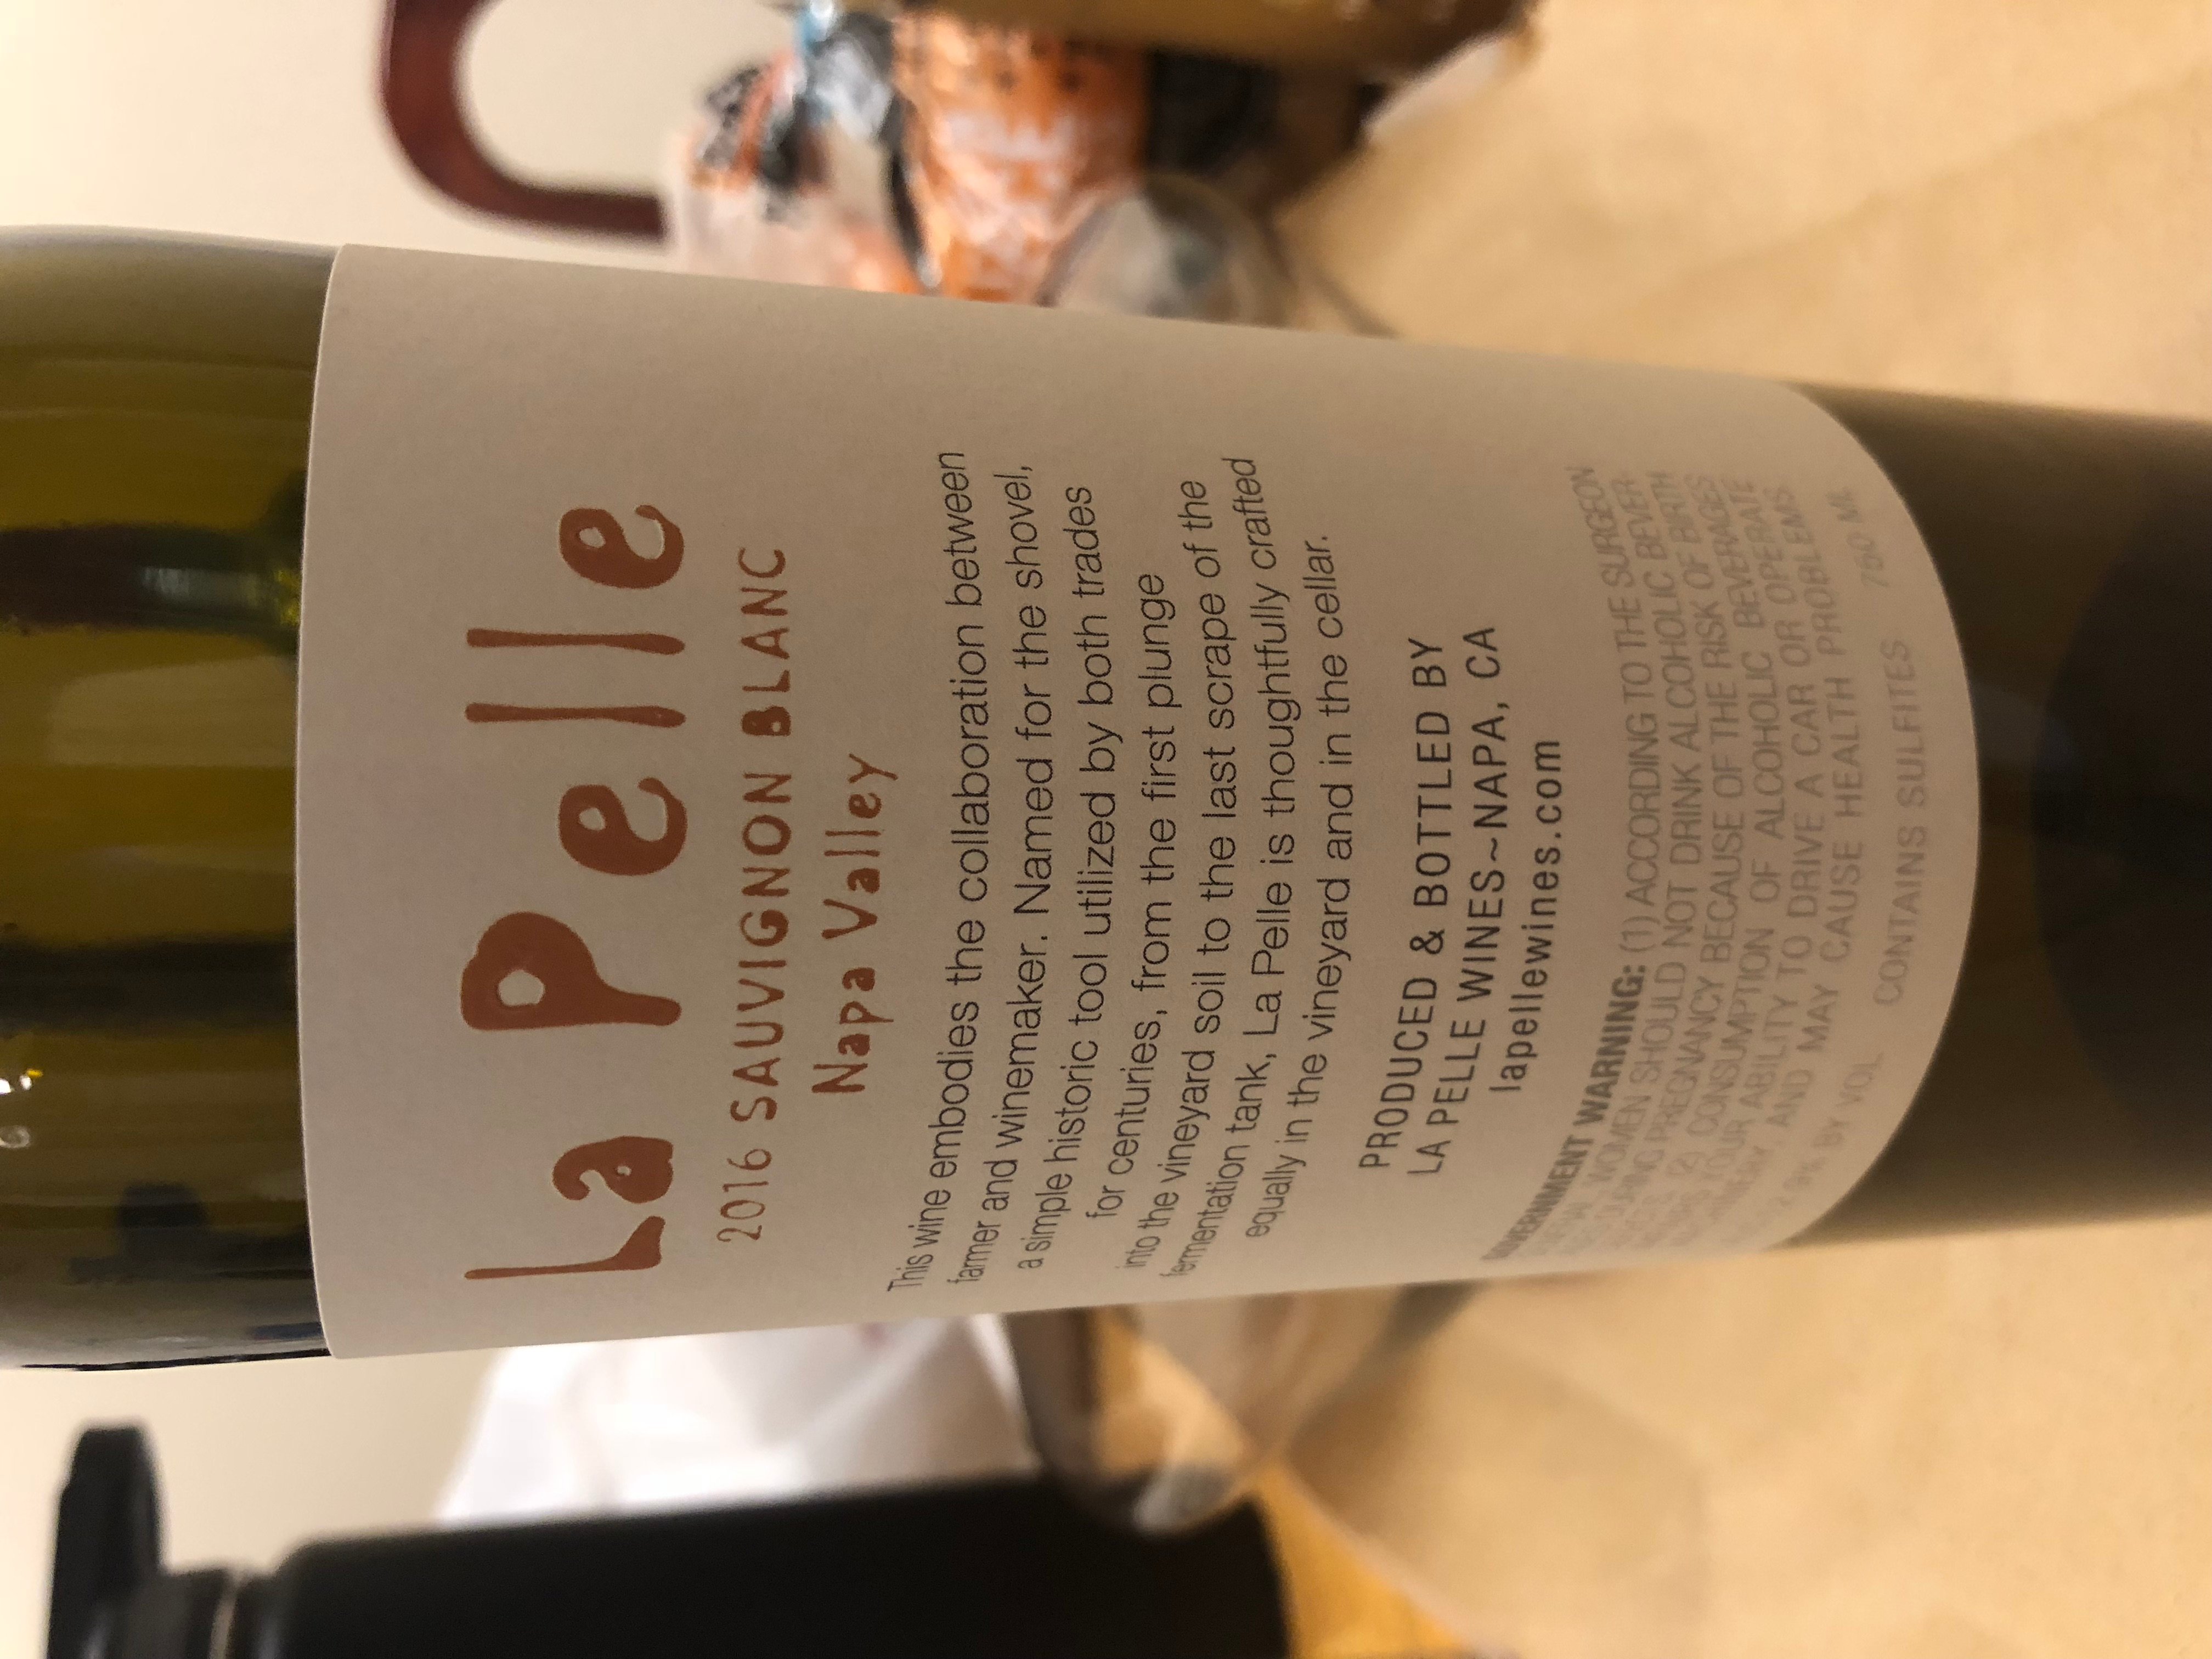 La Pelle
2016 SAUVIGNON BLANC
Napa Valley
This wine embodies the collaboration between
farmer and winemaker. Named for the shovel,
a simple historic tool utilized by both trades
for centuries, from the first plunge
into the vineyard soil to the last scrape of the
fermentation tank, La Pelle is thoughtfully crafted
equally in the vineyard and in the cellar.
PRODUCED & BOTTLED BY
LA PELLE WINES~NAPA, CA
lapellewines.com
GOVERNMENT WARNING: (1) ACCORDING TO THE SURGEON
WOMEN SHOULD NOT DRINK ALCOHOLIC BEVER-
DURING PREGNANCY BECAUSE OF THE RISK OF BIRTH
(2) CONSUMPTION OF ALCOHOLIC BEVERAGES
YOUR ABILITY TO DRIVE A CAR OR OPERATE
AND MAY CAUSE HEALTH PROBLEMS
BY VOL CONTAINS SULFITES 750 ML